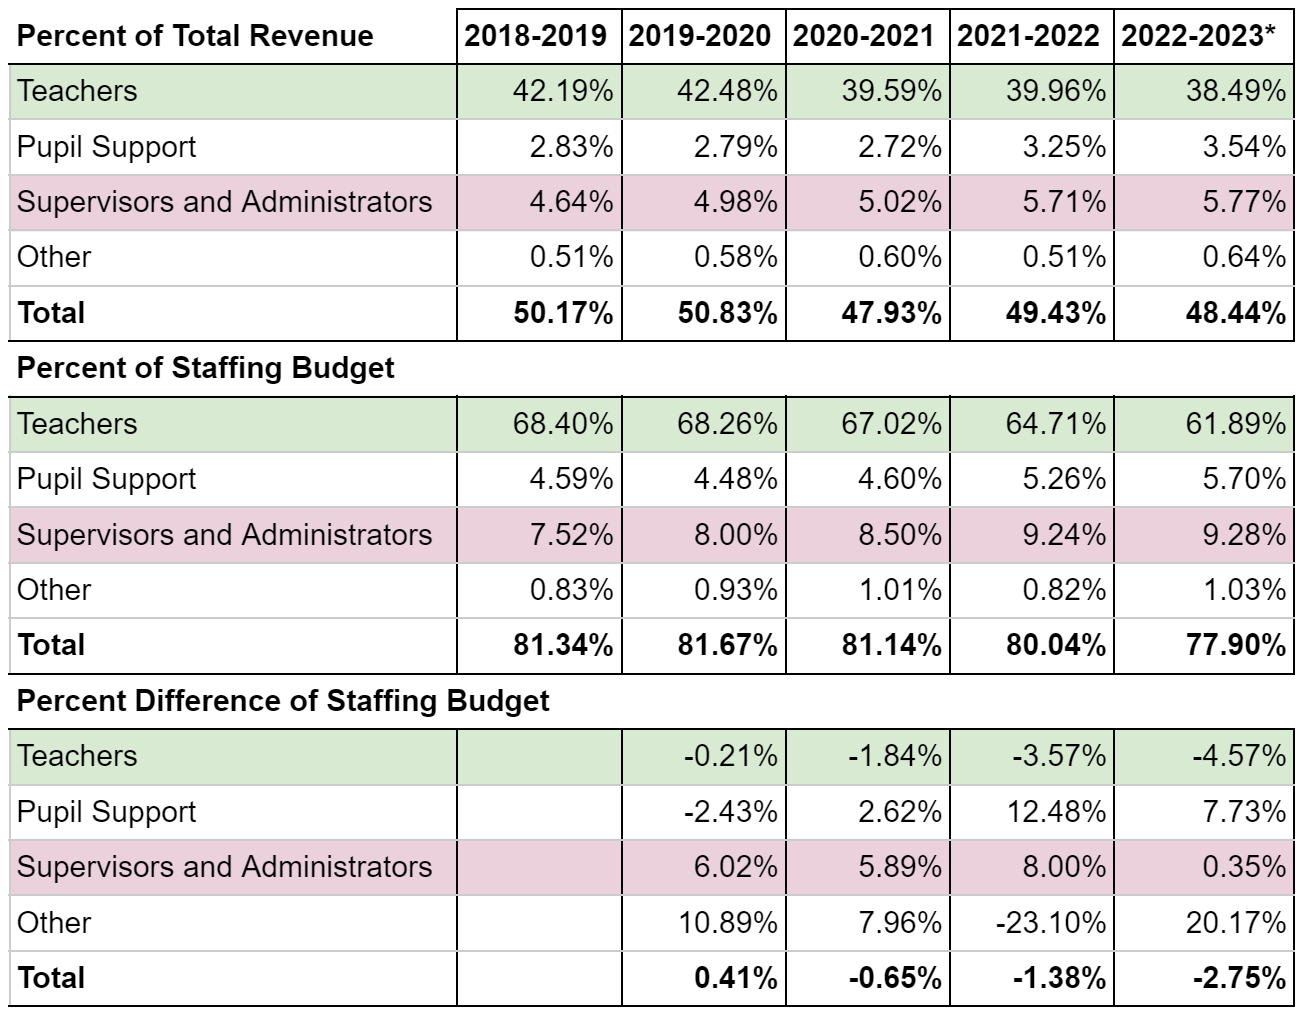 Percent of Total Revenue 2018-2019 2019-2020 2020-2021 2021-2022 2022-2023*
Teachers 42.19% 42.48% 39.59% 39.96% 38.49%
Pupil Support 2.83% 2.79% 2.72% 3.25% 3.54%
Supervisors and Administrators 4.64% 4.98% 5.02% 5.71% 5.77%
Other 0.51% 0.58% 0.60% 0.51% 0.64%
Total 50.17% 50.83% 47.93% 49.43% 48.44%
Percent of Staffing Budget
Teachers 68.40% 68.26% 67.02% 64.71% 61.89%
Pupil Support 4.59% 4.48% 4.60% 5.26% 5.70%
Supervisors and Administrators 7.52% 8.00% 8.50% 9.24% 9.28%
Other 0.83% 0.93% 1.01% 0.82% 1.03%
Total 81.34% 81.67% 81.14% 80.04% 77.90%
Percent Difference of Staffing Budget
Teachers -0.21% -1.84% -3.57% -4.57%
Pupil Support -2.43% 2.62% 12.48% 7.73%
Supervisors and Administrators 6.02% 5.89% 8.00% 0.35%
Other 10.89% 7.96% -23.10% 20.17%
Total 0.41% -0.65% -1.38% -2.75%